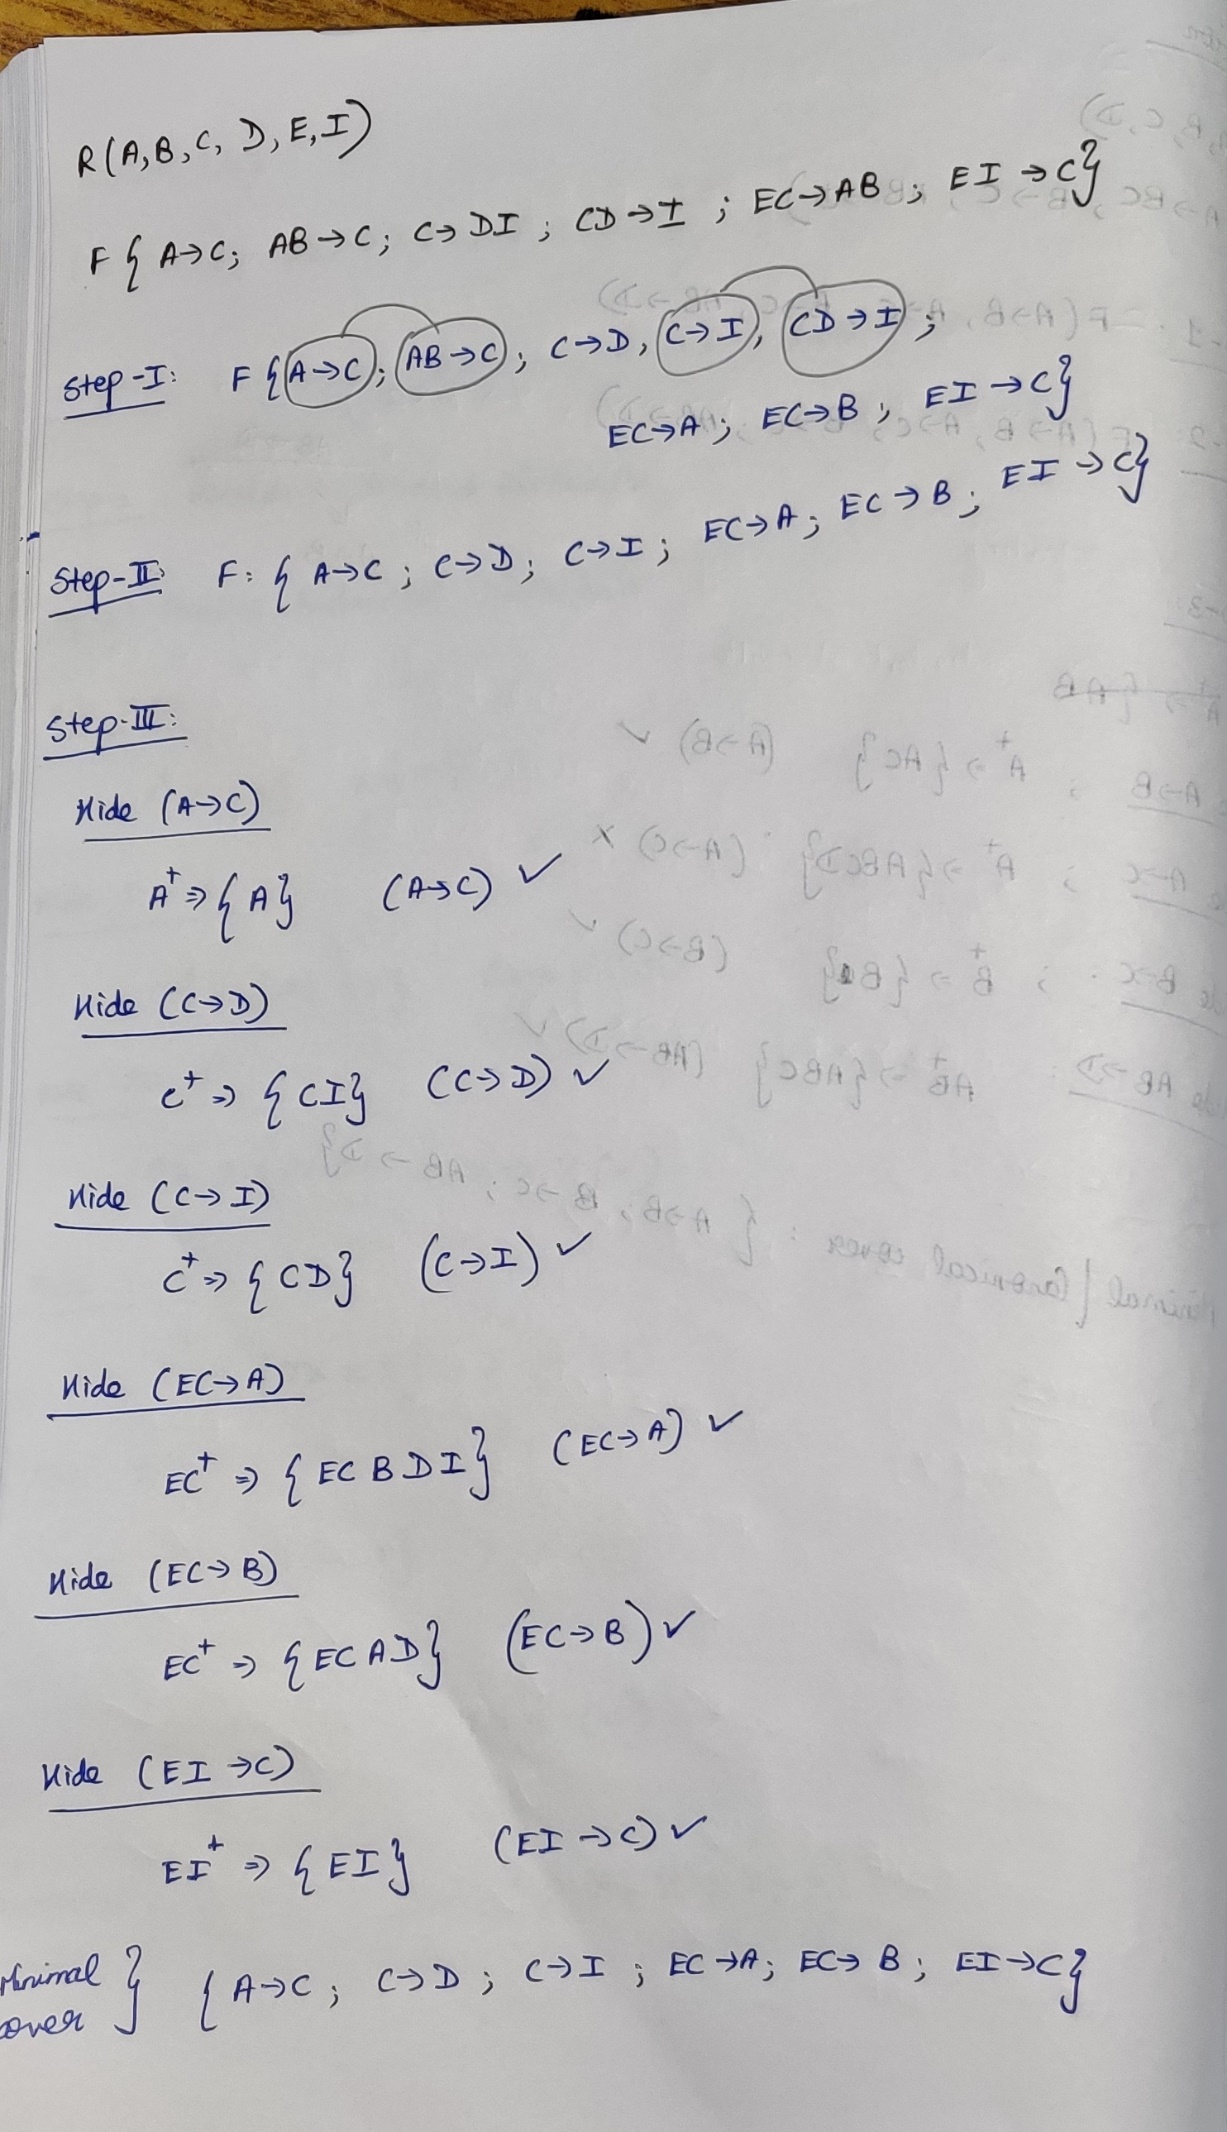 R(A,B,C, D,E,I)
F { A→C; AB→C; C→DI ; CD→I ; EC→AB ; EI→C}
Step-I: F {A→C; AB→C; C→D, C→I, CD→I ;
EC→A ; EC→B ; EI→C}
Step-II: F: { A→C ; C→D; C→I ; EC→A ; EC→B ; EI→C}
Step-III:
Hide (A→C)
A⁺ ⇒ {A} (A→C) ✓
Hide (C→D)
C⁺ ⇒ {CI} (C→D) ✓
Hide (C→I)
C⁺ ⇒ {CD} (C→I) ✓
Hide (EC→A)
EC⁺ ⇒ {ECBDI} (EC→A) ✓
Hide (EC→B)
EC⁺ ⇒ {ECAD} (EC→B) ✓
Hide (EI→C)
EI⁺ ⇒ {EI} (EI→C) ✓
Minimal cover } {A→C ; C→D ; C→I ; EC→A; EC→B ; EI→C}